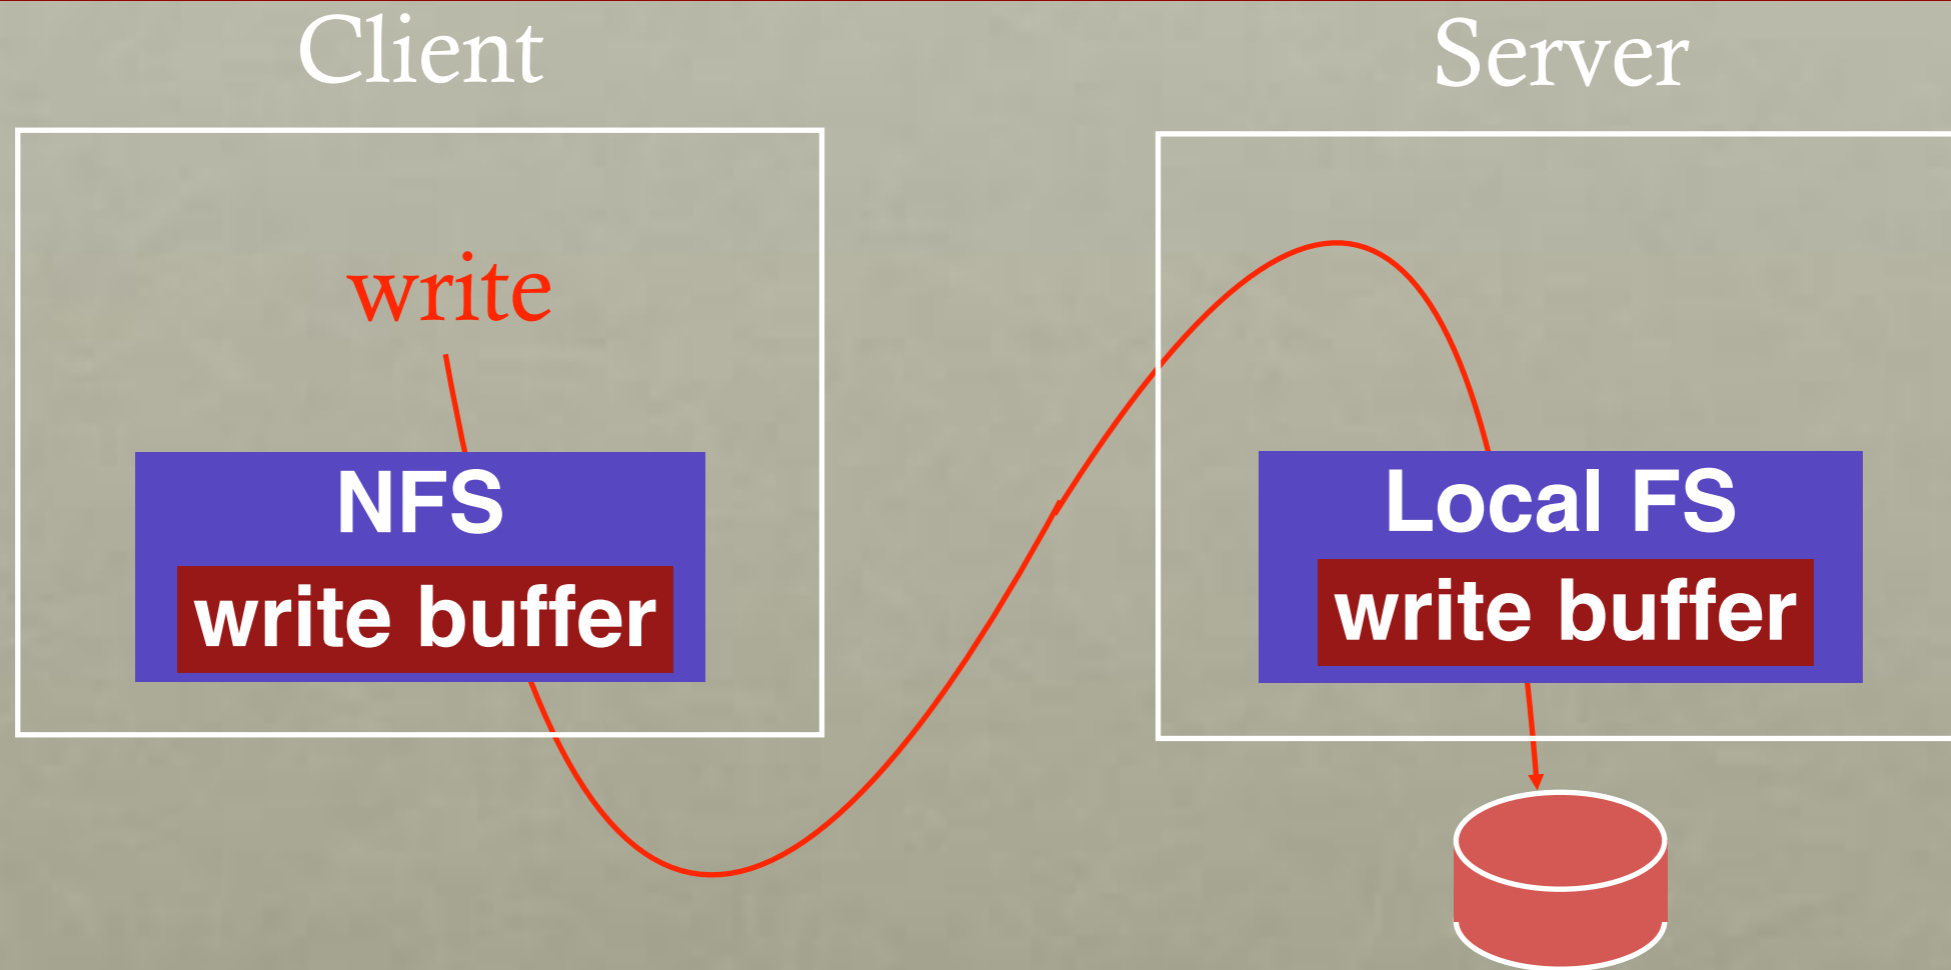 Client
Server
write
NFS
write buffer
Local FS
write buffer